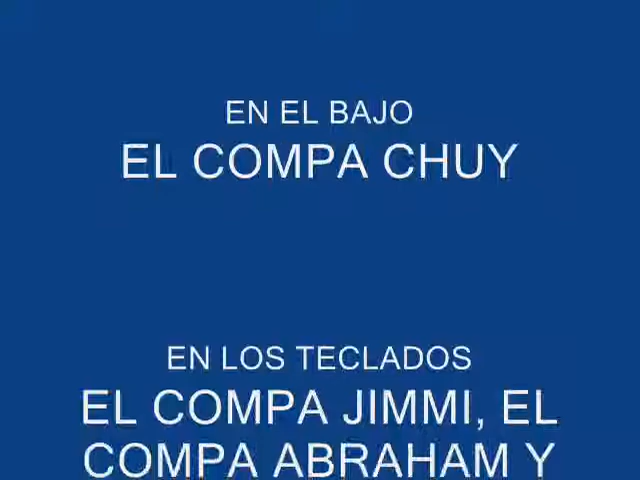 EN EL BAJO
EL COMPA CHUY
EN LOS TECLADOS
EL COMPA JIMMI, EL
COMPA ABRAHAM Y